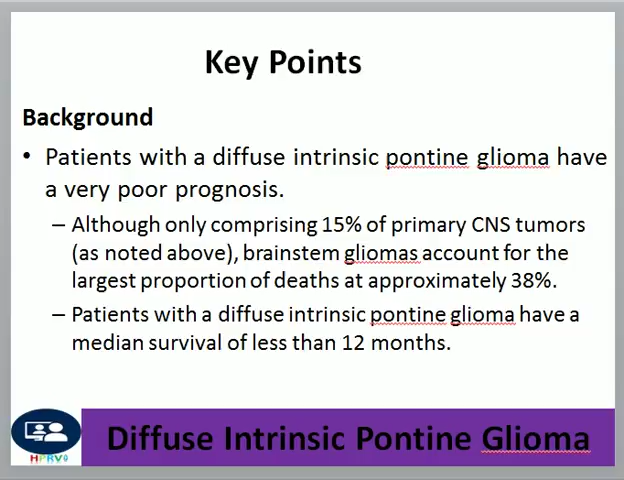 Key Points
Background
• Patients with a diffuse intrinsic pontine glioma have
a very poor prognosis.
– Although only comprising 15% of primary CNS tumors
(as noted above), brainstem gliomas account for the
largest proportion of deaths at approximately 38%.
– Patients with a diffuse intrinsic pontine glioma have a
median survival of less than 12 months.
HPRVG
Diffuse Intrinsic Pontine Glioma